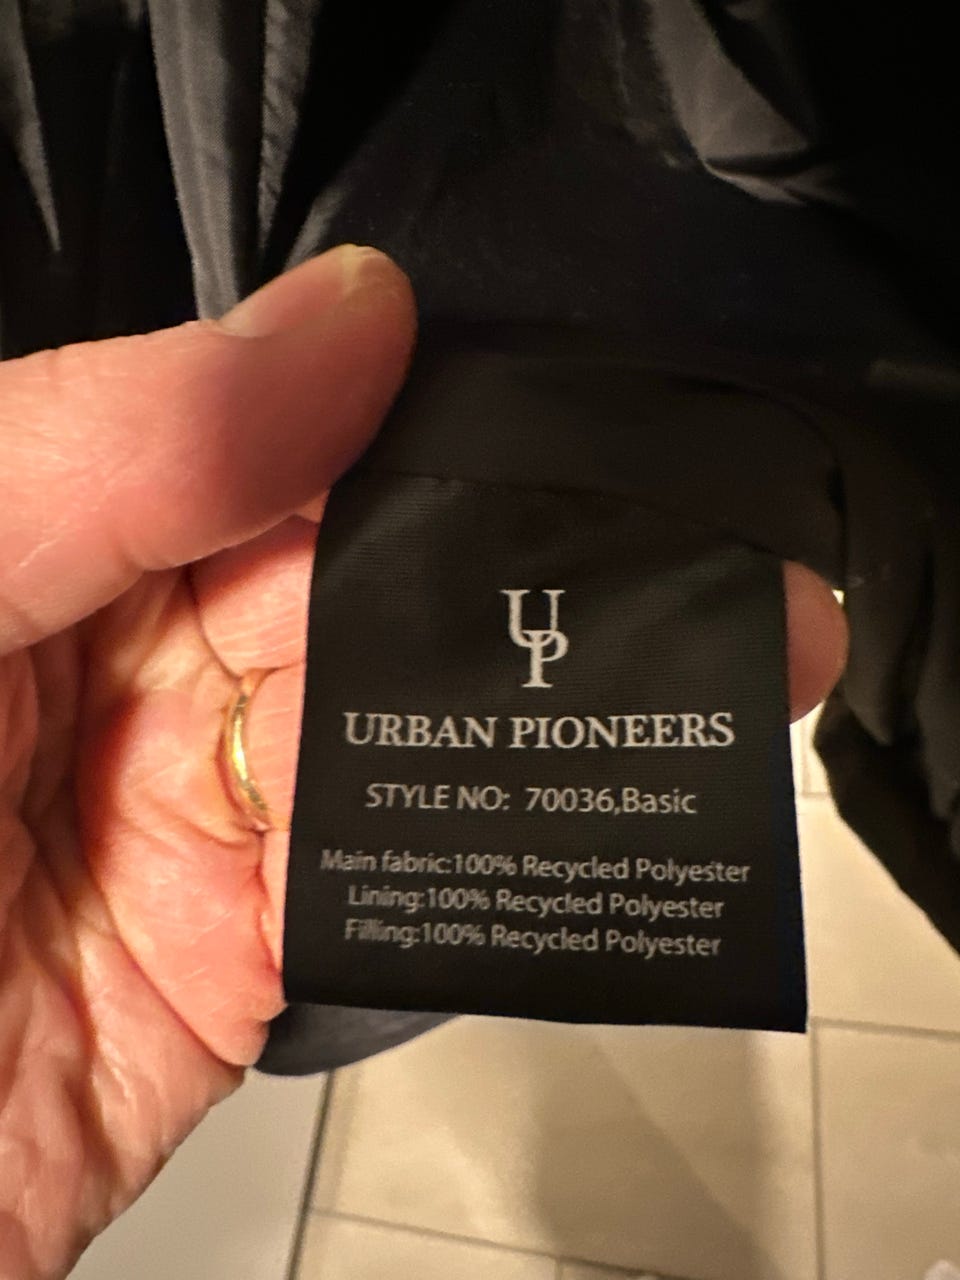 UP
URBAN PIONEERS
STYLE NO: 70036,Basic
Main fabric:100% Recycled Polyester
Lining:100% Recycled Polyester
Filling:100% Recycled Polyester